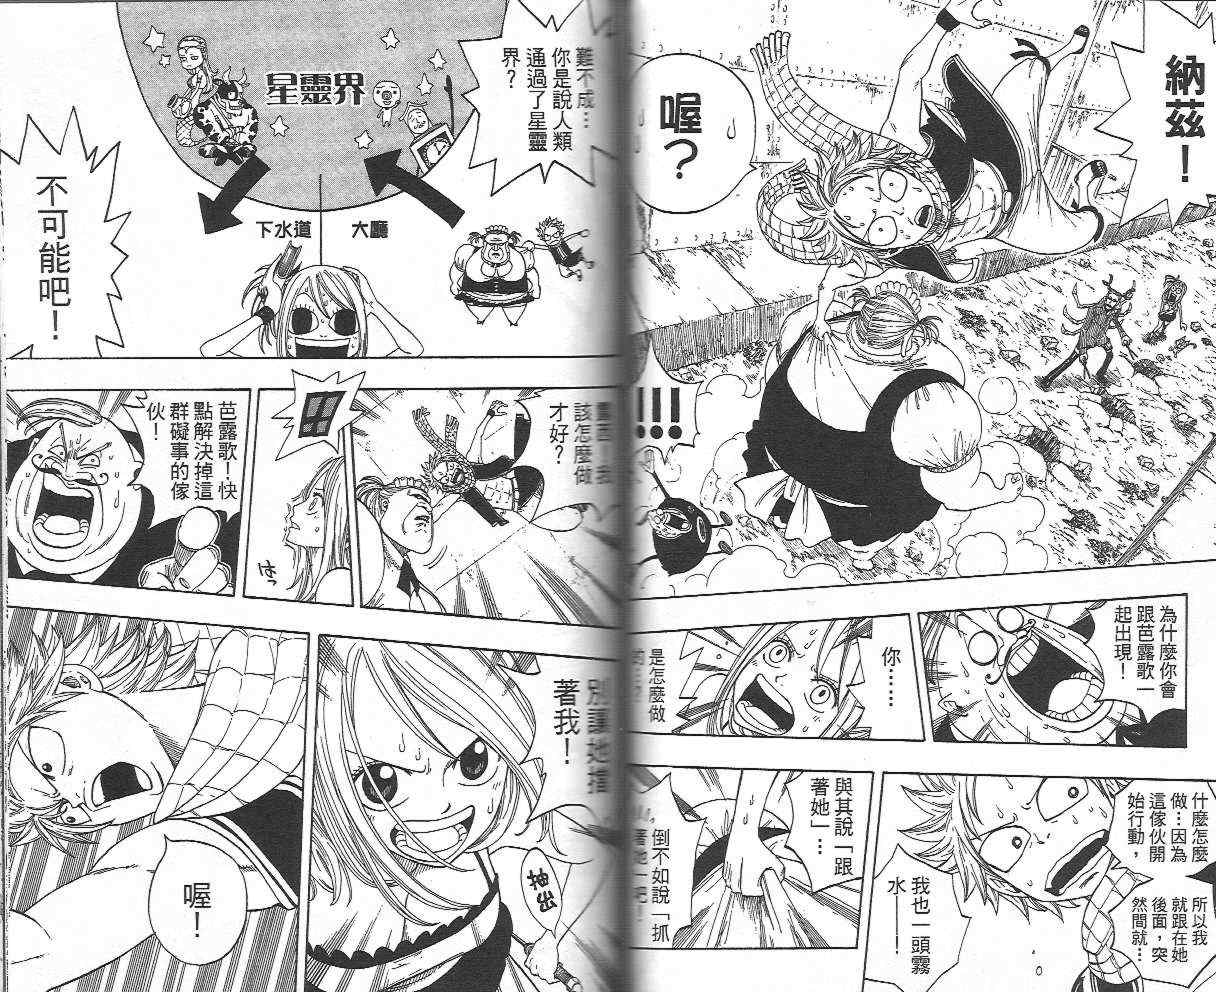 納茲！
喔？
!!!
為什麼你會
跟芭露歌一
起出現！
你……
是怎麼做
的…？
什麼怎麼
做…因為
這傢伙開
始行動，
所以我
就跟在她
後面，突
然間就…
我也一頭霧
水——！
與其說「跟
著她」…
倒不如說「抓
著她」吧！
難不成…
你是說人類
通過了星靈
界？
星靈界
大廳
下水道
不可能吧！
露西！我
該怎麼做
才好？
ばっ
芭露歌！快
點解決掉這
群礙事的傢
伙！
別讓她擋
著我！
抽出
喔！